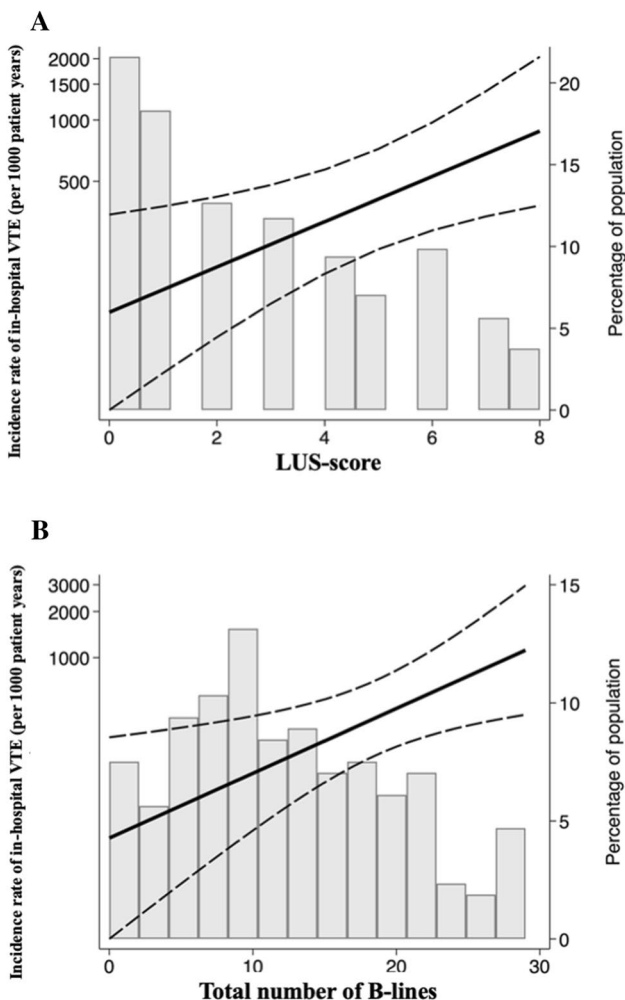 A
Incidence rate of in-hospital VTE (per 1000 patient years)
2000
1500
1000
500
20
15
10
5
0
Percentage of population
0 2 4 6 8
LUS-score
B
Incidence rate of in-hospital VTE (per 1000 patient years)
3000
2000
1000
15
10
5
0
Percentage of population
0 10 20 30
Total number of B-lines